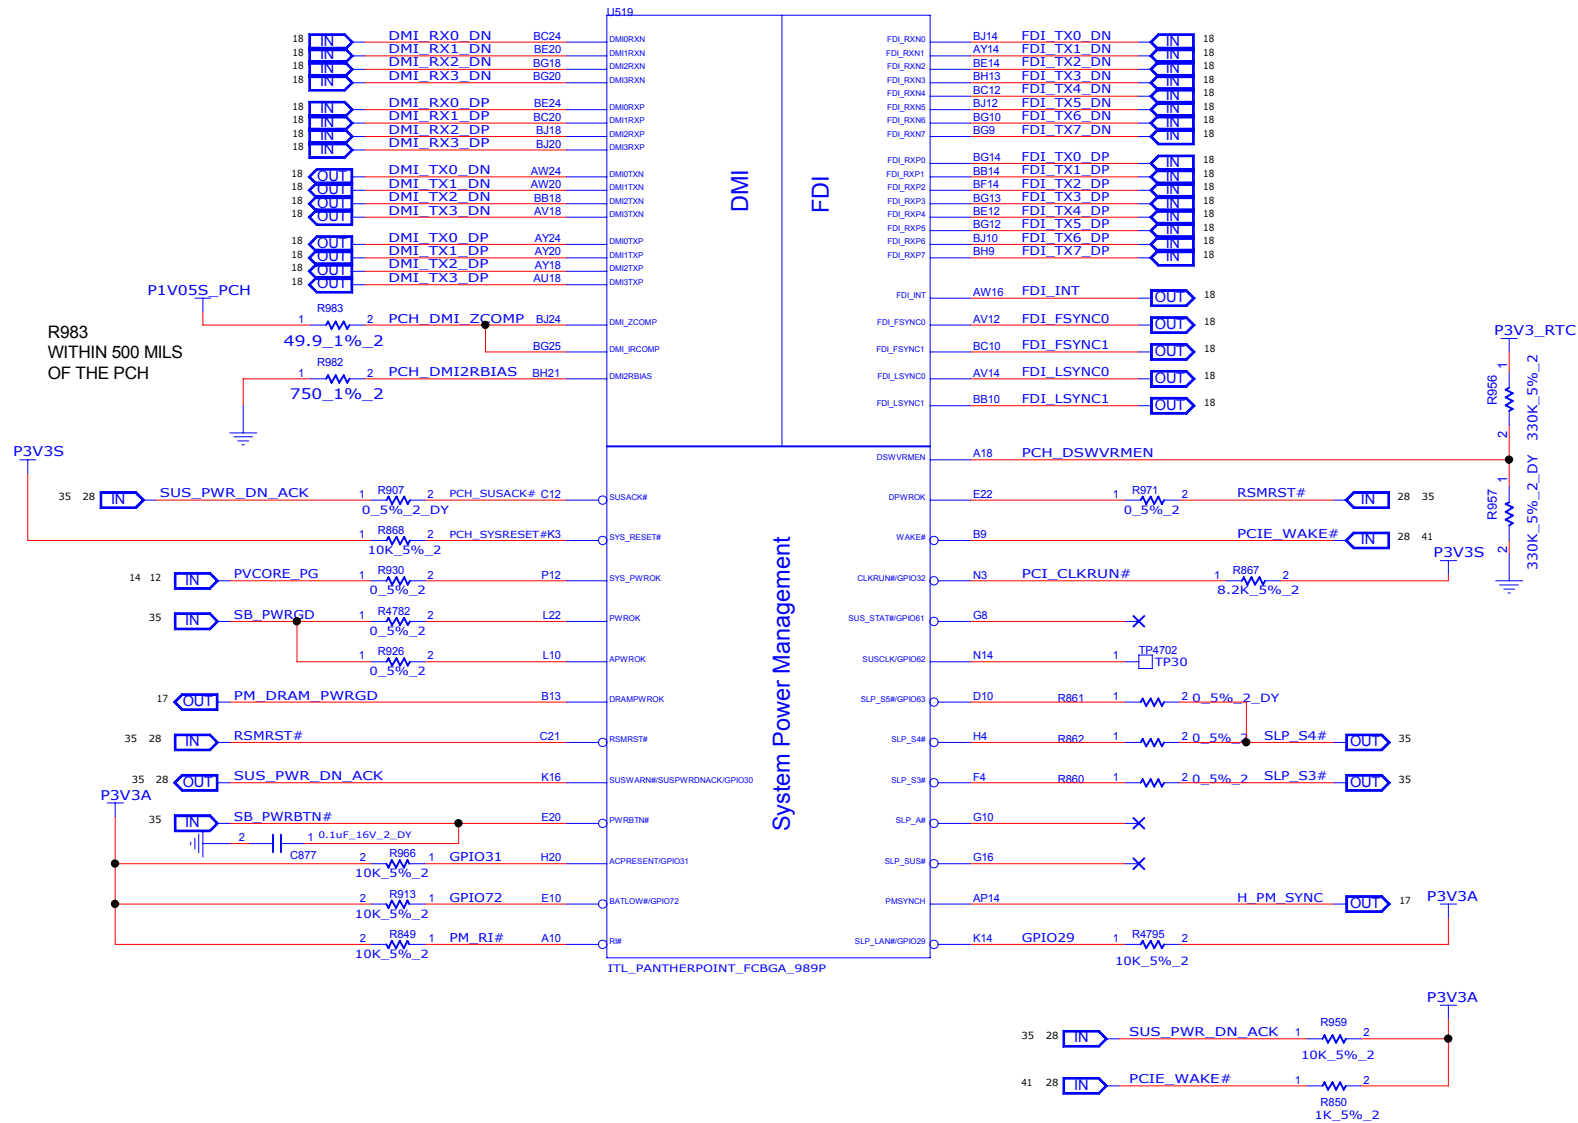 U519
18 IN DMI_RX0_DN BC24 DMI0RXN
18 IN DMI_RX1_DN BE20 DMI1RXN
18 IN DMI_RX2_DN BG18 DMI2RXN
18 IN DMI_RX3_DN BG20 DMI3RXN
18 IN DMI_RX0_DP BE24 DMI0RXP
18 IN DMI_RX1_DP BC20 DMI1RXP
18 IN DMI_RX2_DP BJ18 DMI2RXP
18 IN DMI_RX3_DP BJ20 DMI3RXP
18 OUT DMI_TX0_DN AW24 DMI0TXN
18 OUT DMI_TX1_DN AW20 DMI1TXN
18 OUT DMI_TX2_DN BB18 DMI2TXN
18 OUT DMI_TX3_DN AV18 DMI3TXN
18 OUT DMI_TX0_DP AY24 DMI0TXP
18 OUT DMI_TX1_DP AY20 DMI1TXP
18 OUT DMI_TX2_DP AY18 DMI2TXP
18 OUT DMI_TX3_DP AU18 DMI3TXP
P1V05S_PCH
R983
1 2 PCH_DMI_ZCOMP BJ24 DMI_ZCOMP
49.9_1%_2
BG25 DMI_IRCOMP
R982
1 2 PCH_DMI2RBIAS BH21 DMI2RBIAS
750_1%_2
R983
WITHIN 500 MILS
OF THE PCH
DMI
FDI
FDI_RXN0 BJ14 FDI_TX0_DN IN 18
FDI_RXN1 AY14 FDI_TX1_DN IN 18
FDI_RXN2 BE14 FDI_TX2_DN IN 18
FDI_RXN3 BH13 FDI_TX3_DN IN 18
FDI_RXN4 BC12 FDI_TX4_DN IN 18
FDI_RXN5 BJ12 FDI_TX5_DN IN 18
FDI_RXN6 BG10 FDI_TX6_DN IN 18
FDI_RXN7 BG9 FDI_TX7_DN IN 18
FDI_RXP0 BG14 FDI_TX0_DP IN 18
FDI_RXP1 BB14 FDI_TX1_DP IN 18
FDI_RXP2 BF14 FDI_TX2_DP IN 18
FDI_RXP3 BG13 FDI_TX3_DP IN 18
FDI_RXP4 BE12 FDI_TX4_DP IN 18
FDI_RXP5 BG12 FDI_TX5_DP IN 18
FDI_RXP6 BJ10 FDI_TX6_DP IN 18
FDI_RXP7 BH9 FDI_TX7_DP IN 18
FDI_INT AW16 FDI_INT OUT 18
FDI_FSYNC0 AV12 FDI_FSYNC0 OUT 18
FDI_FSYNC1 BC10 FDI_FSYNC1 OUT 18
FDI_LSYNC0 AV14 FDI_LSYNC0 OUT 18
FDI_LSYNC1 BB10 FDI_LSYNC1 OUT 18
P3V3_RTC
R956 1 2 330K_5%_2
R957 1 2 330K_5%_2_DY
P3V3S
35 28 IN SUS_PWR_DN_ACK 1 R907 2 PCH_SUSACK# C12 SUSACK#
0_5%_2_DY
1 R868 2 PCH_SYSRESET# K3 SYS_RESET#
10K_5%_2
14 12 IN PVCORE_PG 1 R930 2 P12 SYS_PWROK
0_5%_2
35 IN SB_PWRGD 1 R4782 2 L22 PWROK
0_5%_2
1 R926 2 L10 APWROK
0_5%_2
17 OUT PM_DRAM_PWRGD B13 DRAMPWROK
35 28 IN RSMRST# C21 RSMRST#
35 28 OUT SUS_PWR_DN_ACK K16 SUSWARN#/SUSPWRDNACK/GPIO30
P3V3A
35 IN SB_PWRBTN# E20 PWRBTN#
2 1 0.1uF_16V_2_DY
C877
2 R966 1 GPIO31 H20 ACPRESENT/GPIO31
10K_5%_2
2 R913 1 GPIO72 E10 BATLOW#/GPIO72
10K_5%_2
2 R849 1 PM_RI# A10 RI#
10K_5%_2
System Power Management
DSWVRMEN A18 PCH_DSWVRMEN
DPWROK E22 1 R971 2 RSMRST# IN 28 35
0_5%_2
WAKE# B9 PCIE_WAKE# IN 28 41
P3V3S
CLKRUN#/GPIO32 N3 PCI_CLKRUN# 1 R867 2
8.2K_5%_2
SUS_STAT#/GPIO61 G8
SUSCLK/GPIO62 N14 1 TP4702
TP30
SLP_S5#/GPIO63 D10 R861 1 2 0_5%_2_DY
SLP_S4# H4 R862 1 2 0_5%_2 SLP_S4# OUT 35
SLP_S3# F4 R860 1 2 0_5%_2 SLP_S3# OUT 35
SLP_A# G10
SLP_SUS# G16
PMSYNCH AP14 H_PM_SYNC OUT 17
P3V3A
SLP_LAN#/GPIO29 K14 GPIO29 1 R4795 2
10K_5%_2
ITL_PANTHERPOINT_FCBGA_989P
P3V3A
35 28 IN SUS_PWR_DN_ACK 1 R959 2
10K_5%_2
41 28 IN PCIE_WAKE# 1 2
R850
1K_5%_2